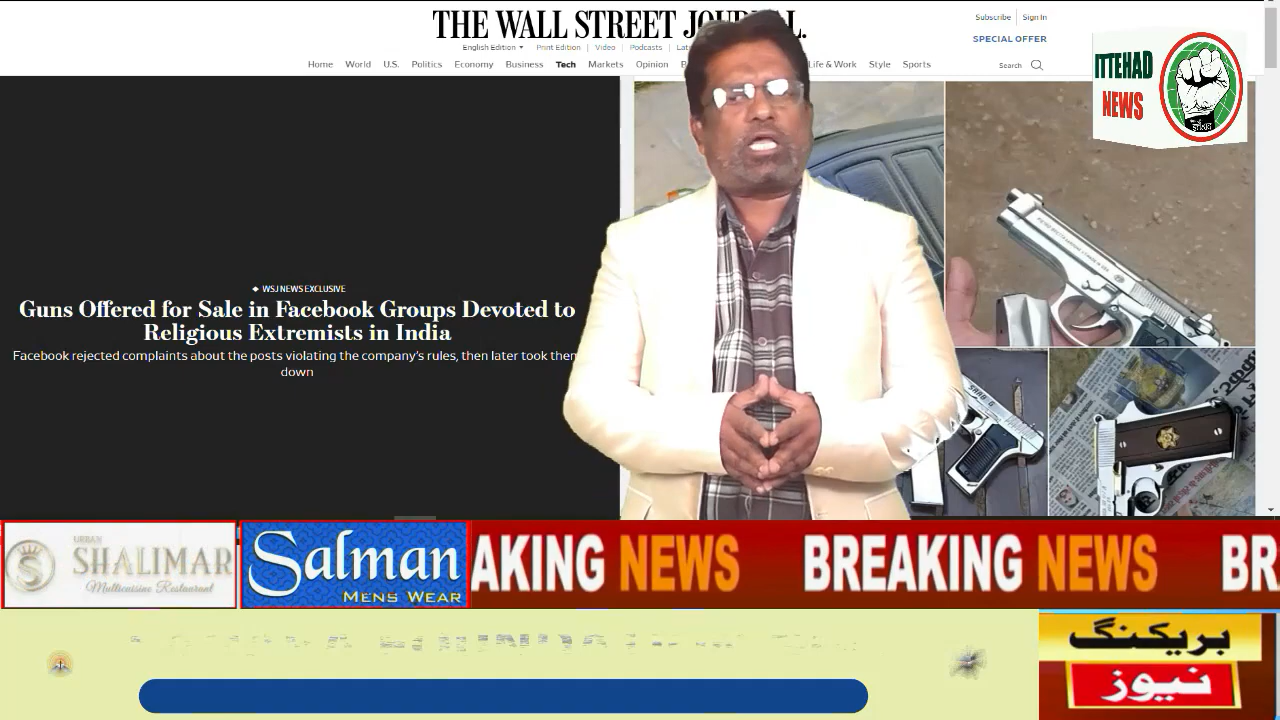 THE WALL STREET JOURNAL.
Subscribe Sign In
SPECIAL OFFER
English Edition Print Edition Video Podcasts
Home World U.S. Politics Economy Business Tech Markets Opinion Life & Work Style Sports
Search
ITTEHAD
NEWS
WSJ NEWS EXCLUSIVE
Guns Offered for Sale in Facebook Groups Devoted to
Religious Extremists in India
Facebook rejected complaints about the posts violating the company's rules, then later took them
down
URBAN
SHALIMAR
Multicuisine Restaurant
Salman
MENS WEAR
AKING NEWS BREAKING NEWS BR
بریکنگ
نیوز